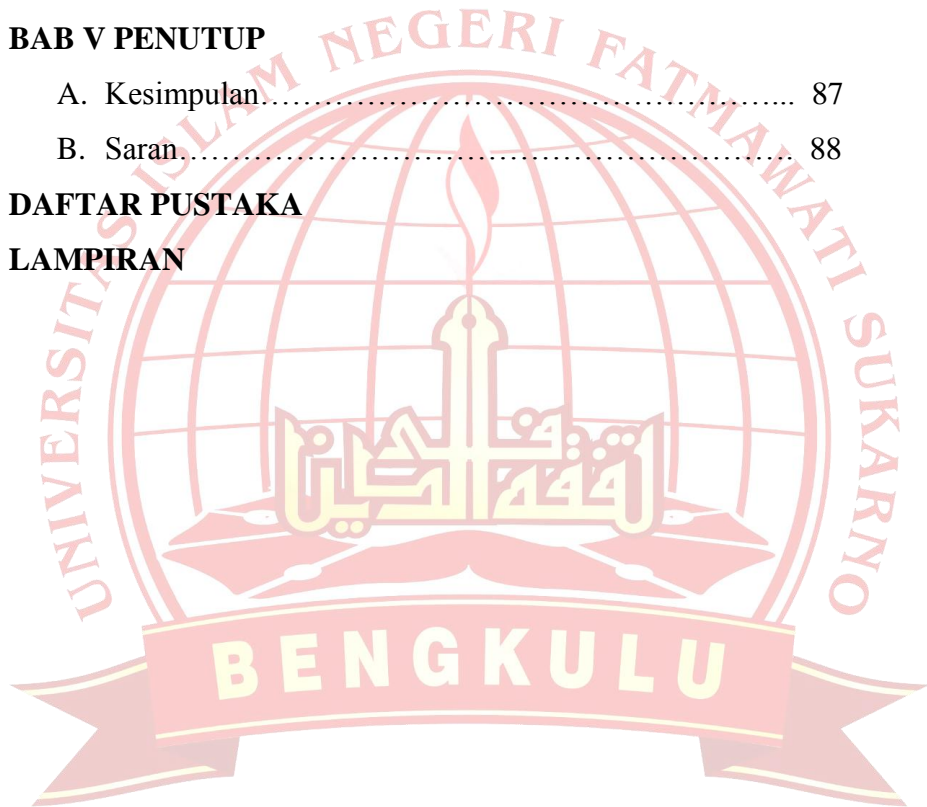 BAB V PENUTUP
A. Kesimpulan……………………………………………... 87
B. Saran…………………………………………………. 88
DAFTAR PUSTAKA
LAMPIRAN
UNIVERSITAS ISLAM NEGERI FATMAWATI SUKARNO
BENGKULU